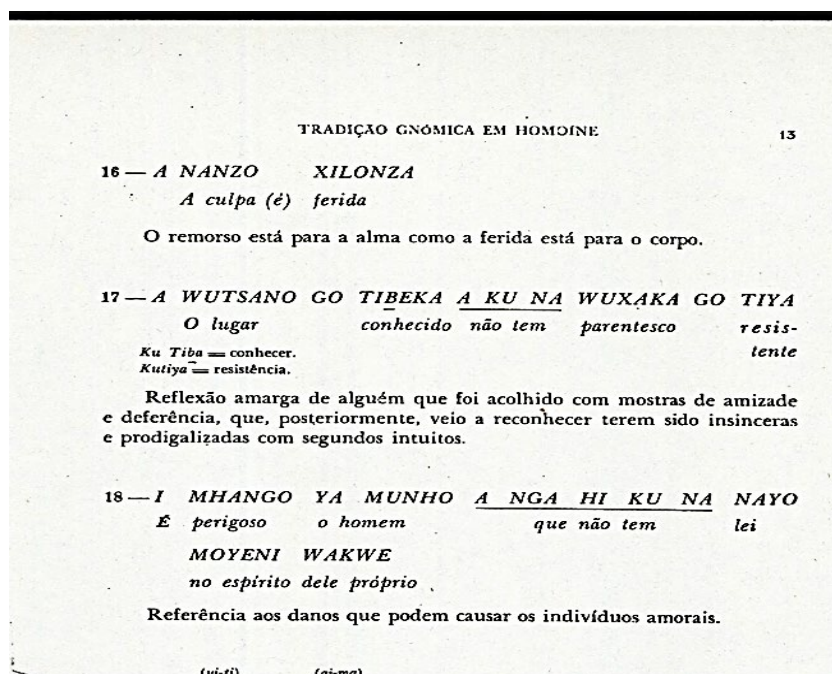 TRADIÇÃO GNÓMICA EM HOMOÍNE 13
16 — A NANZO XILONZA
A culpa (é) ferida
O remorso está para a alma como a ferida está para o corpo.
17 — A WUTSANO GO TIBEKA A KU NA WUXAKA GO TIYA
O lugar conhecido não tem parentesco resis-
Ku Tiba = conhecer. tente
Kutiya = resistência.
Reflexão amarga de alguém que foi acolhido com mostras de amizade
e deferência, que, posteriormente, veio a reconhecer terem sido insinceras
e prodigalizadas com segundos intuitos.
18 — I MHANGO YA MUNHO A NGA HI KU NA NAYO
É perigoso o homem que não tem lei
MOYENI WAKWE
no espírito dele próprio
Referência aos danos que podem causar os indivíduos amorais.